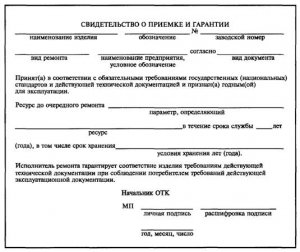 СВИДЕТЕЛЬСТВО О ПРИЕМКЕ И ГАРАНТИИ
№
наименование изделия обозначение заводской номер
согласно
вид ремонта наименование предприятия, условное обозначение вид документа
Принят(а) в соответствии с обязательными требованиями государственных (национальных)
стандартов и действующей технической документацией и признан(а) годным(ой)
для эксплуатации.
Ресурс до очередного ремонта
параметр, определяющий
в течение срока службы лет
ресурс
(года), в том числе срок хранения
условия хранения лет (года).
Исполнитель ремонта гарантирует соответствие изделия требованиям действующей
технической документации при соблюдении потребителем требований действующей
эксплуатационной документации.
Начальник ОТК
МП
личная подпись расшифровка подписи
год, месяц, число